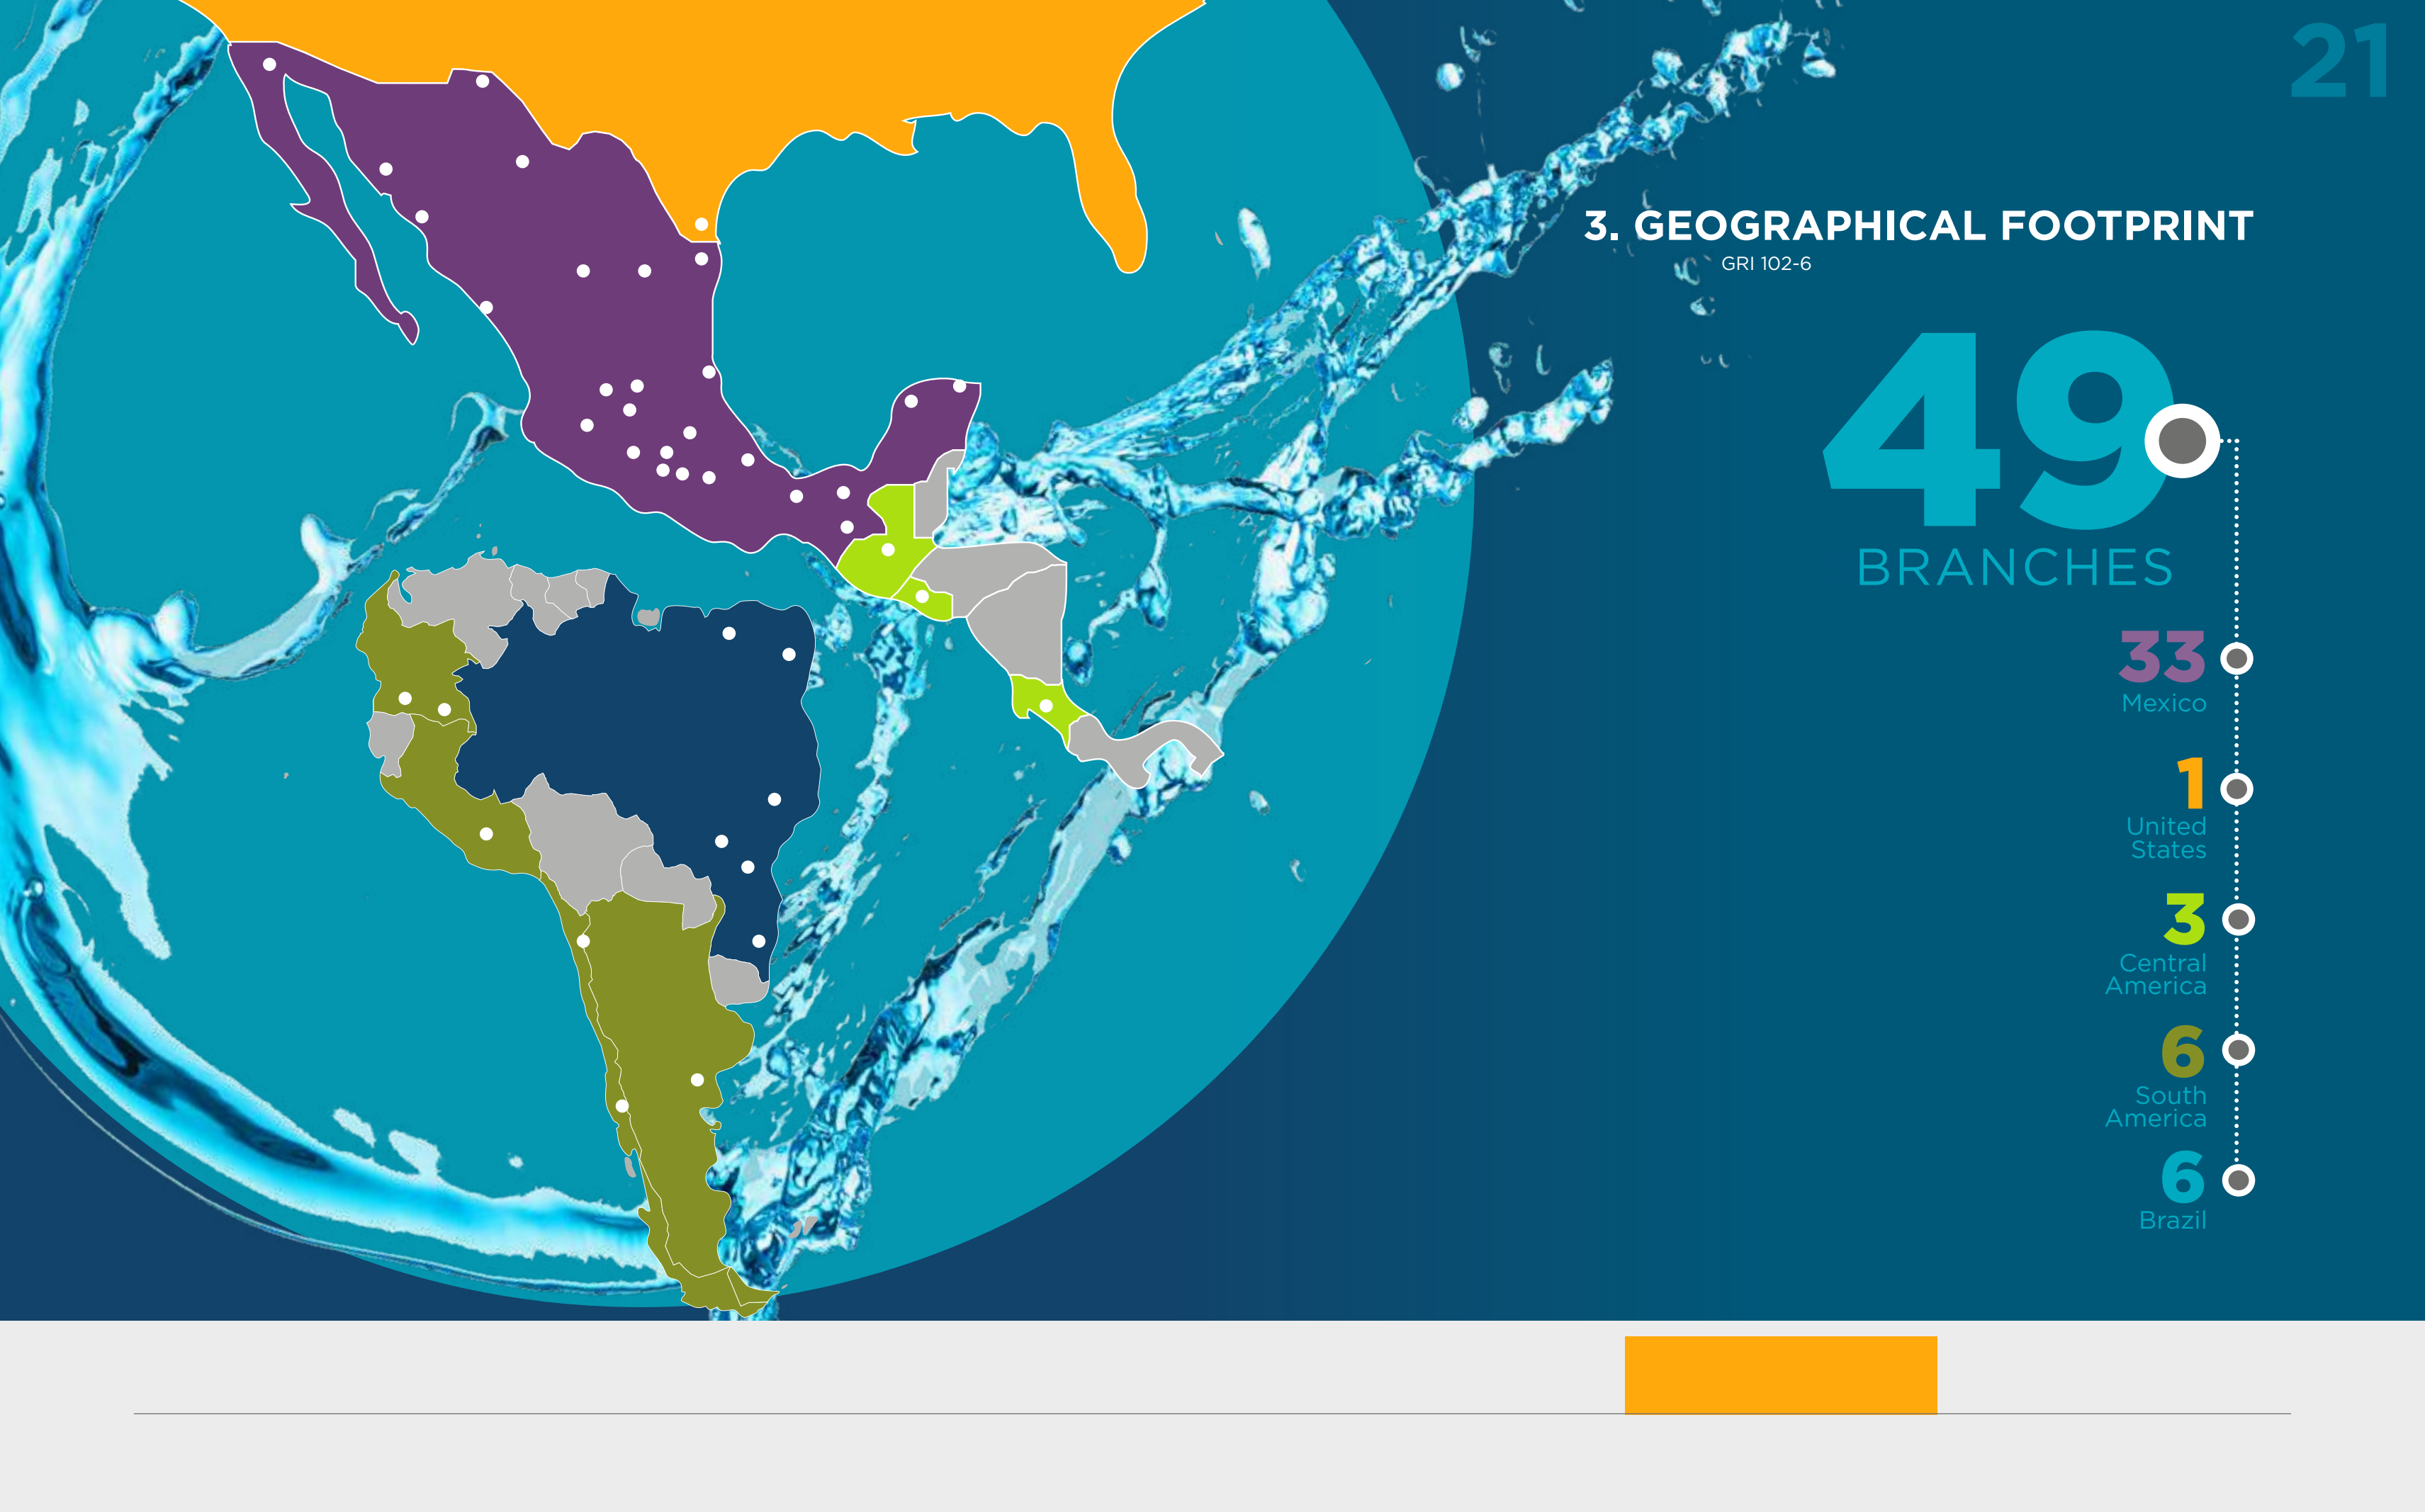 21
3. GEOGRAPHICAL FOOTPRINT
GRI 102-6
49
BRANCHES
33
Mexico
1
United
States
3
Central
America
6
South
America
6
Brazil